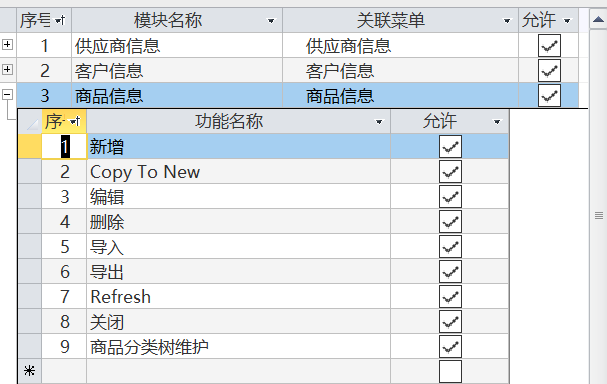 序号 模块名称 关联菜单 允许
1 供应商信息 供应商信息
2 客户信息 客户信息
3 商品信息 商品信息
序 功能名称 允许
1 新增
2 Copy To New
3 编辑
4 删除
5 导入
6 导出
7 Refresh
8 关闭
9 商品分类树维护